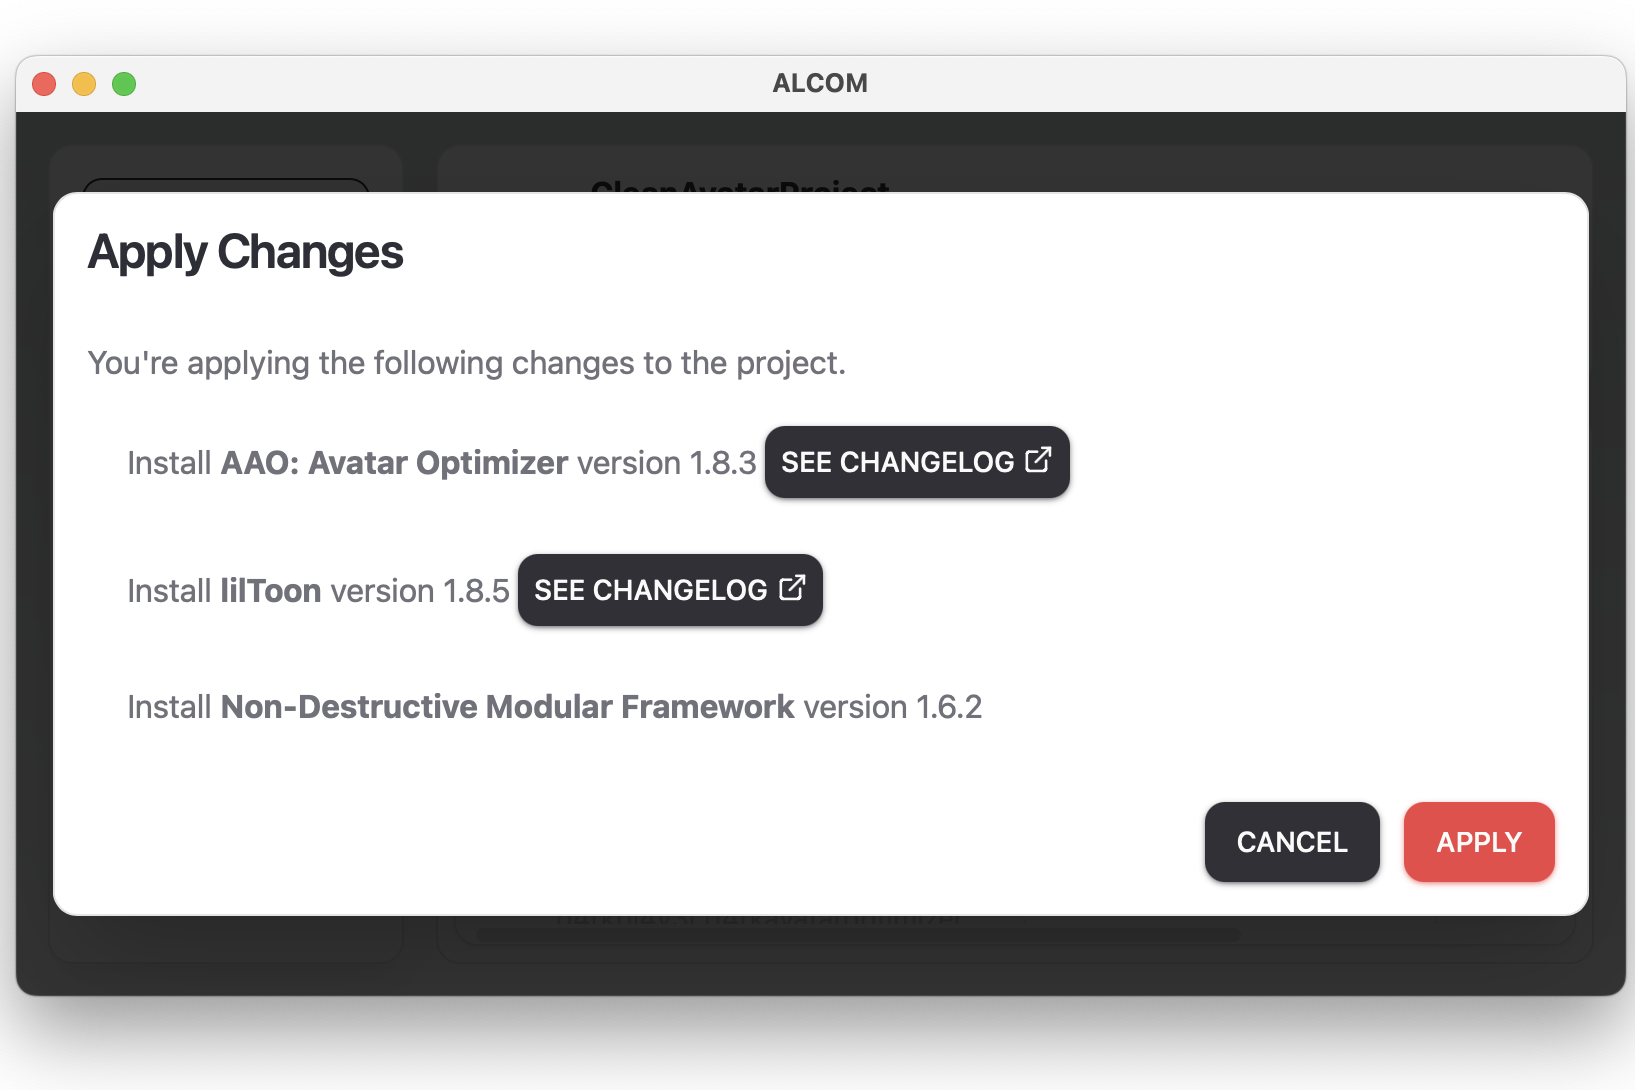 ALCOM
CleanAvatarProject
Apply Changes
You're applying the following changes to the project.
Install AAO: Avatar Optimizer version 1.8.3 SEE CHANGELOG
Install lilToon version 1.8.5 SEE CHANGELOG
Install Non-Destructive Modular Framework version 1.6.2
CANCEL APPLY